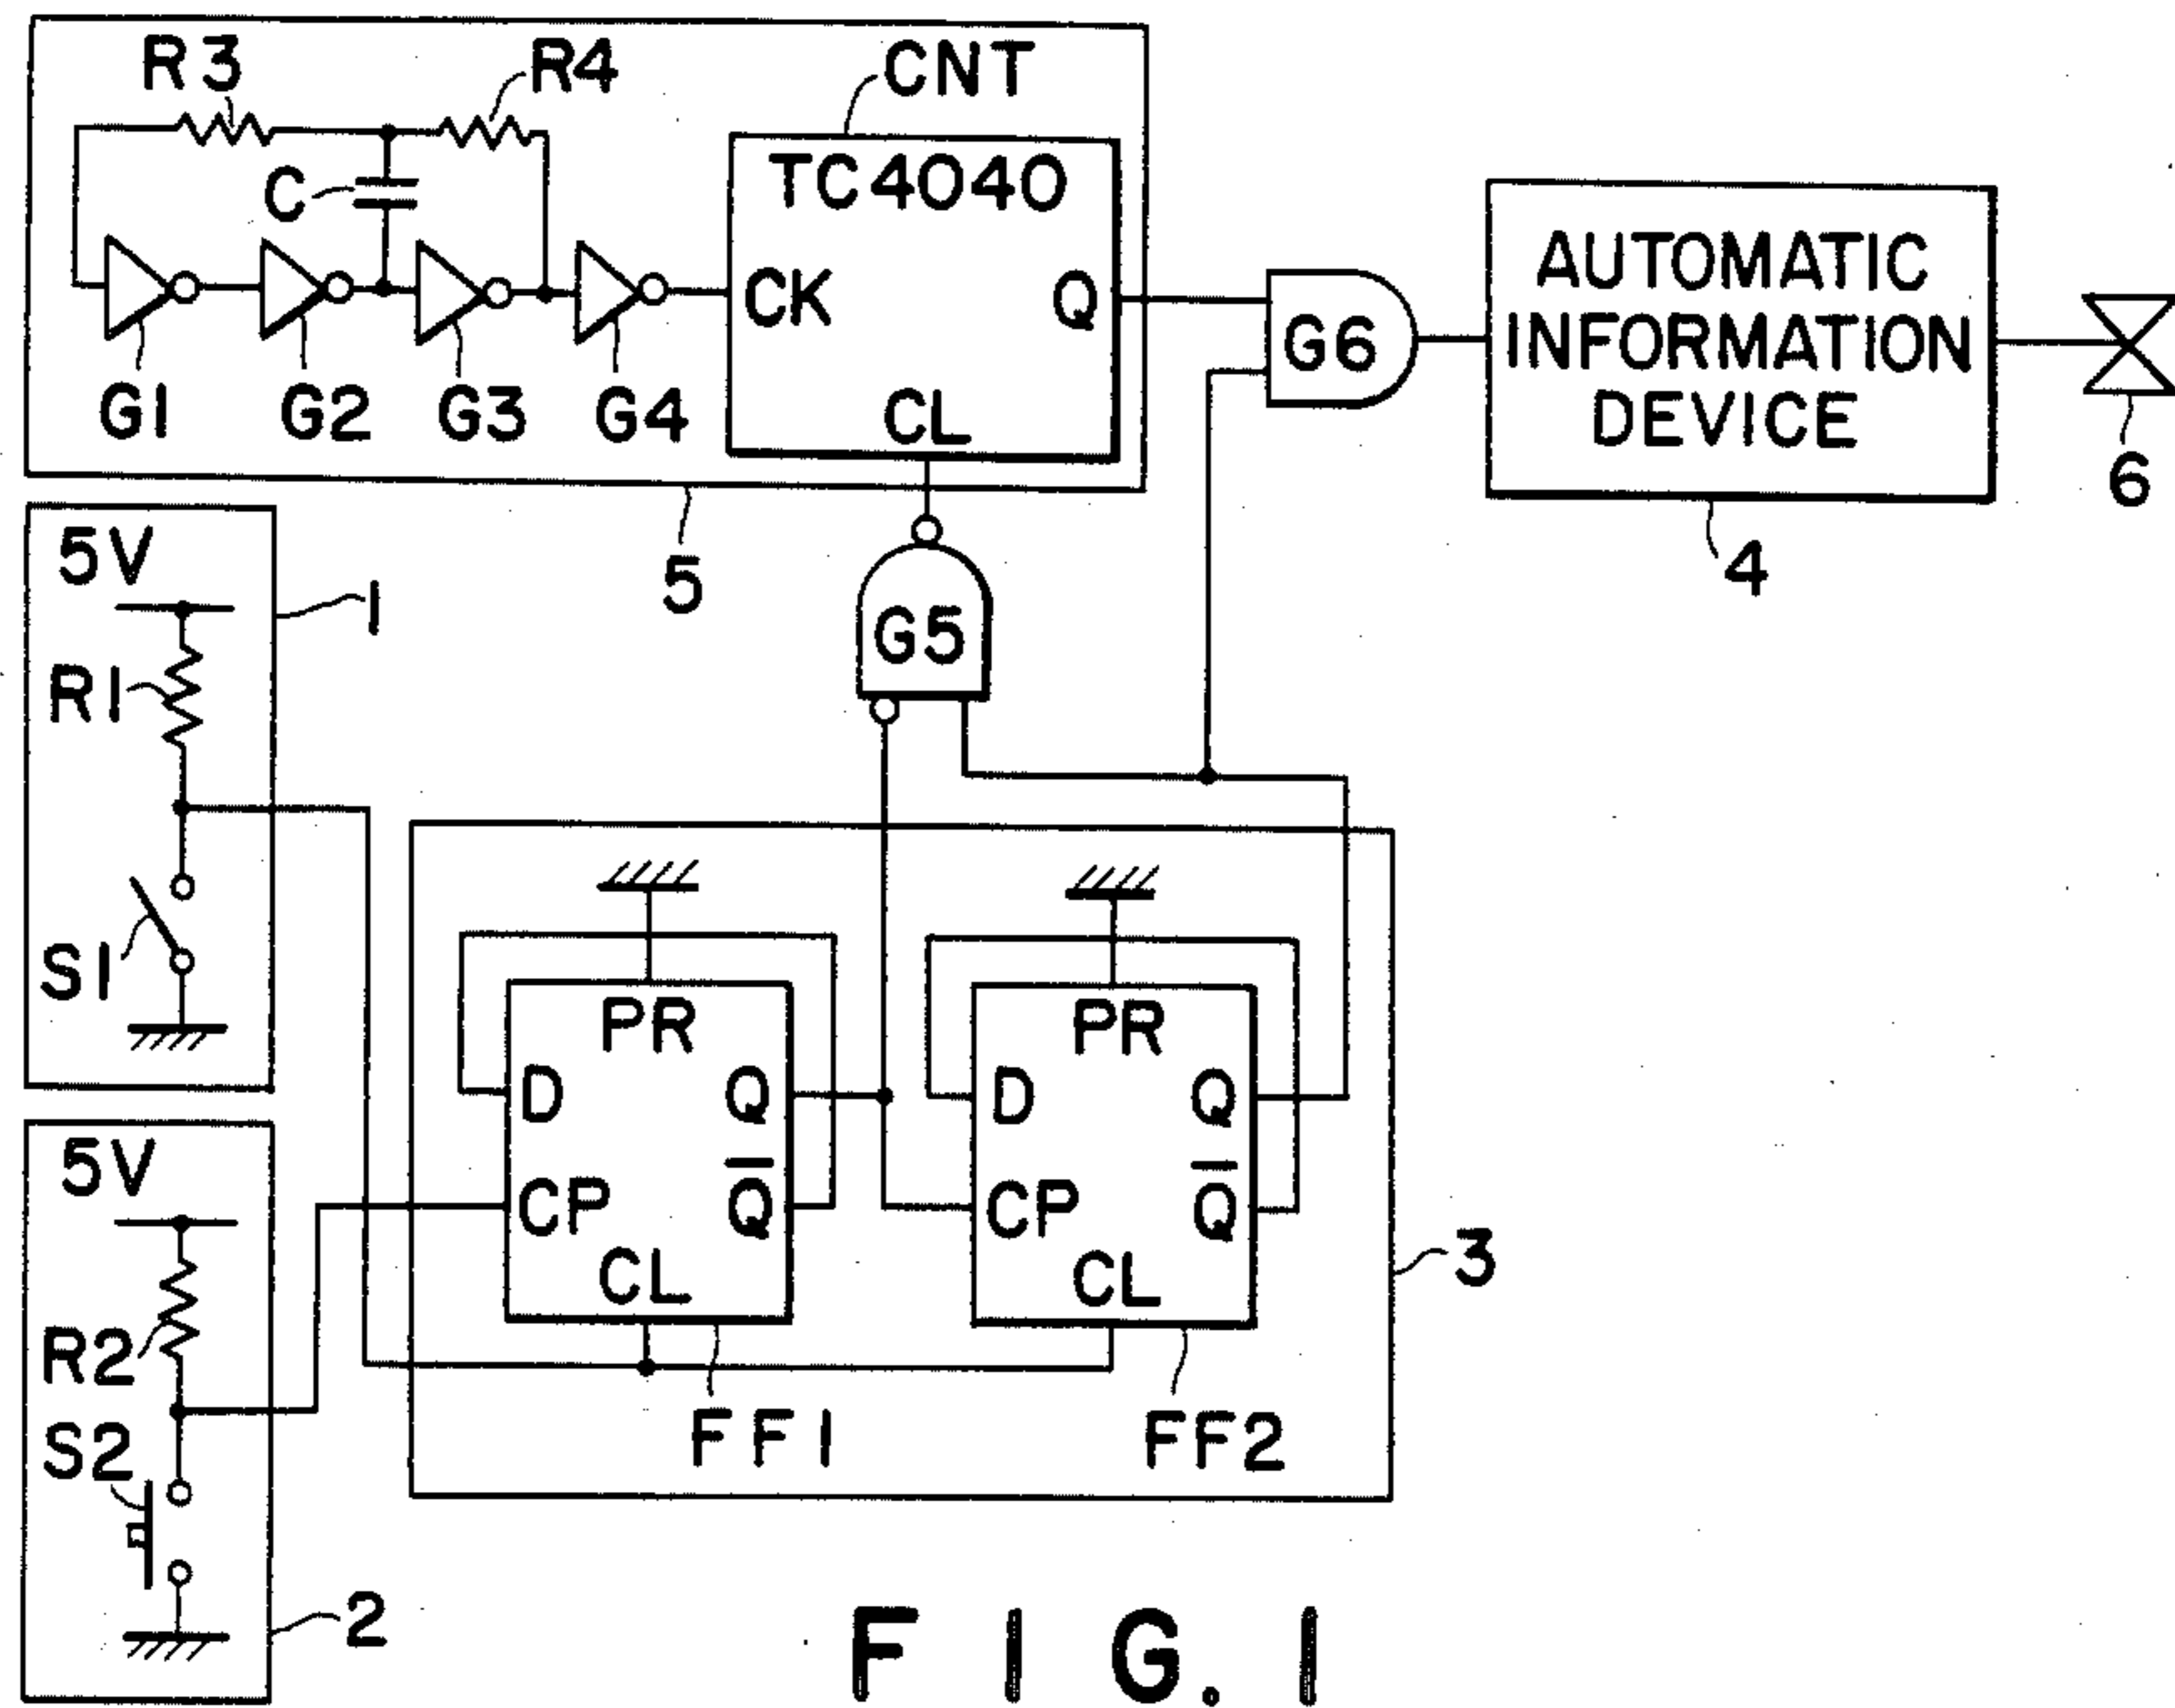 R3
R4
CNT
C
TC4040
CK
Q
CL
G1
G2
G3
G4
G6
AUTOMATIC
INFORMATION
DEVICE
6
4
5
5V
1
R1
S1
G5
PR
D
Q
CP
Q̅
CL
FF1
PR
D
Q
CP
Q̅
CL
FF2
3
5V
R2
S2
2
FIG. 1